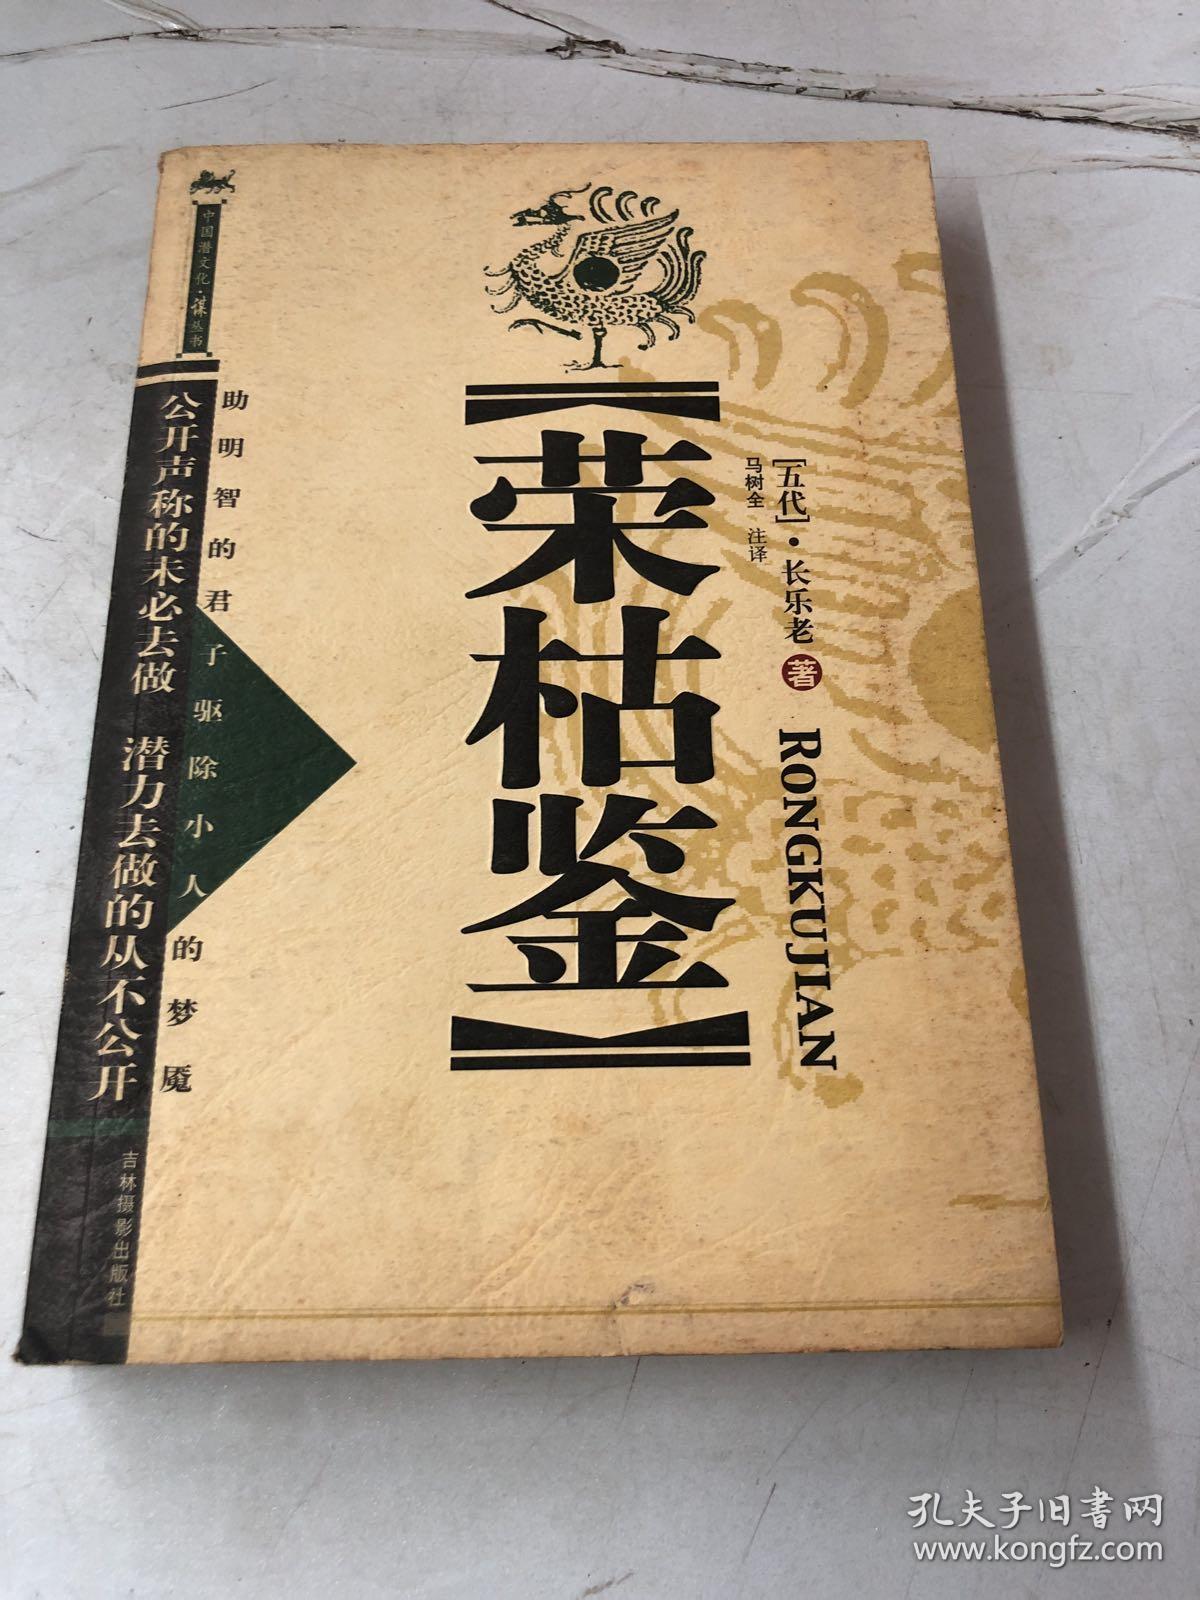 中国潜文化·谋丛书
助明智的君子驱除小人的梦魇
公开声称的未必去做 潜力去做的从不公开
吉林摄影出版社
【荣枯鉴】
[五代]·长乐老 著
马树全 注译
RONGKUJIAN
孔夫子旧书网
www.kongfz.com